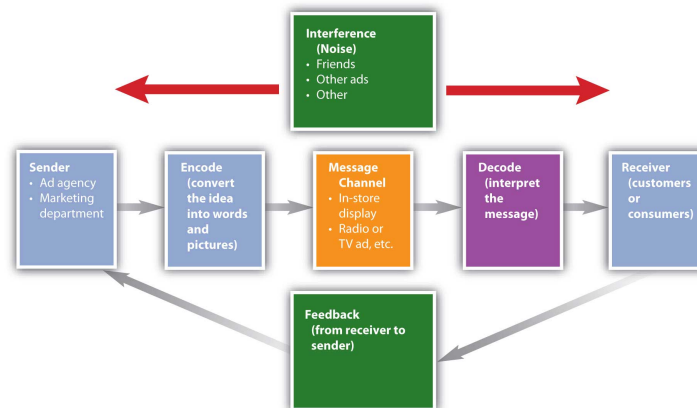 Interference
(Noise)
• Friends
• Other ads
• Other
Sender
• Ad agency
• Marketing
department
Encode
(convert
the idea
into words
and
pictures)
Message
Channel
• In-store
display
• Radio or
TV ad, etc.
Decode
(interpret
the
message)
Receiver
(customers
or
consumers)
Feedback
(from receiver to
sender)